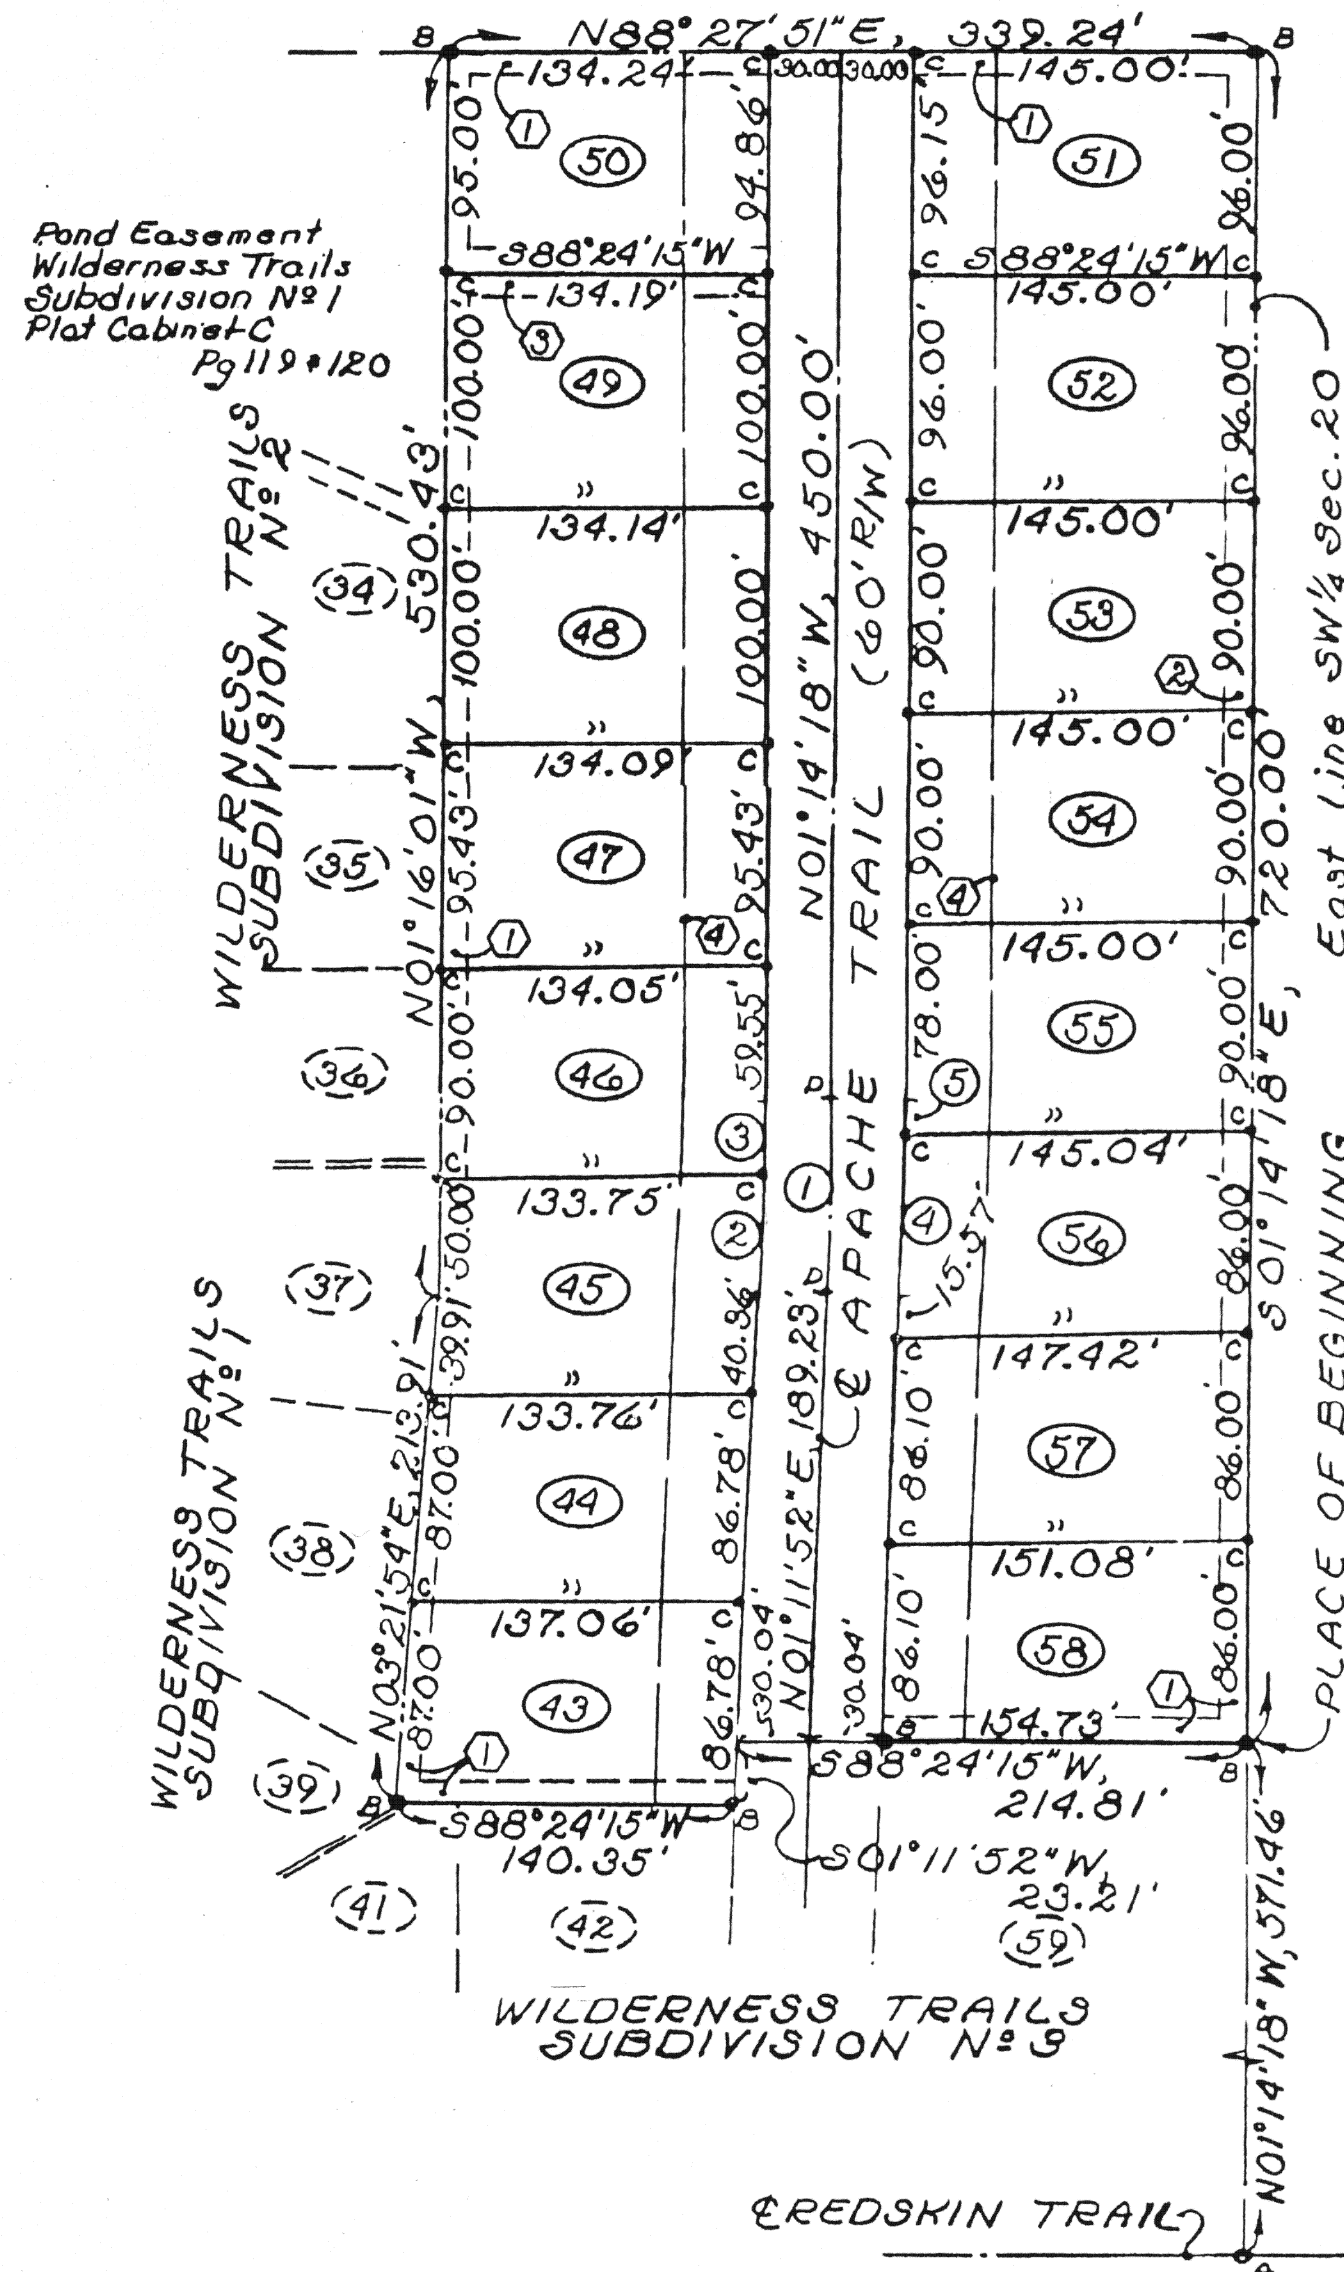 N88°27'51"E, 339.24'
B
B
134.24'
C
30.00
30.00
C
145.00'
1
1
95.00'
50
94.86'
96.15'
51
96.00'
Pond Easement
Wilderness Trails
Subdivision Nº 1
Plat Cabinet C
Pg 119 & 120
S88°24'15"W
134.19'
C
C
C
S88°24'15"W
145.00'
C
3
100.00'
49
100.00'
96.00'
52
96.00'
East Line SW¼ Sec. 20
C
"
C
134.14'
C
"
C
145.00'
WILDERNESS TRAILS
SUBDIVISION Nº 2
N01°16'01"W, 530.43'
34
100.00'
48
100.00'
N01°14'18"W, 450.00'
℄ APACHE TRAIL (60' R/W)
90.00'
53
90.00'
2
"
134.09'
C
C
C
"
145.00'
C
35
95.43'
47
95.43'
90.00'
54
90.00'
1
4
4
"
134.05'
C
C
C
"
145.00'
C
S01°14'18"E, 720.00'
36
90.00'
46
59.55'
3
P
78.00'
5
55
90.00'
C
"
133.75'
C
C
"
145.04'
C
1
37
50.00'
39.91'
45
2
40.36'
P
4
15.57'
56
86.00'
"
133.76'
C
C
C
"
147.42'
C
WILDERNESS TRAILS
SUBDIVISION Nº 1
N03°21'54"E, 213.91'
38
87.00'
44
86.78'
N01°11'52"E, 189.23'
86.10'
57
86.00'
C
"
137.06'
C
C
"
151.08'
C
39
87.00'
43
86.78'
30.04'
30.04'
86.10'
58
86.00'
1
1
154.73'
B
B
PLACE OF BEGINNING
S88°24'15"W,
214.81'
B
S88°24'15"W
140.35'
B
S01°11'52"W,
23.21'
41
42
59
WILDERNESS TRAILS
SUBDIVISION Nº 3
N01°14'18"W, 571.46'
℄ REDSKIN TRAIL